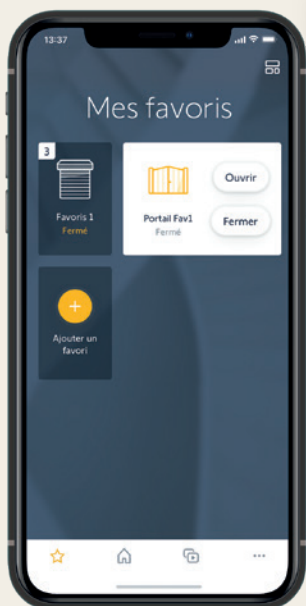 13:37
Mes favoris
3
Favoris 1
Fermé
Portail Fav1
Fermé
Ouvrir
Fermer
Ajouter un
favori